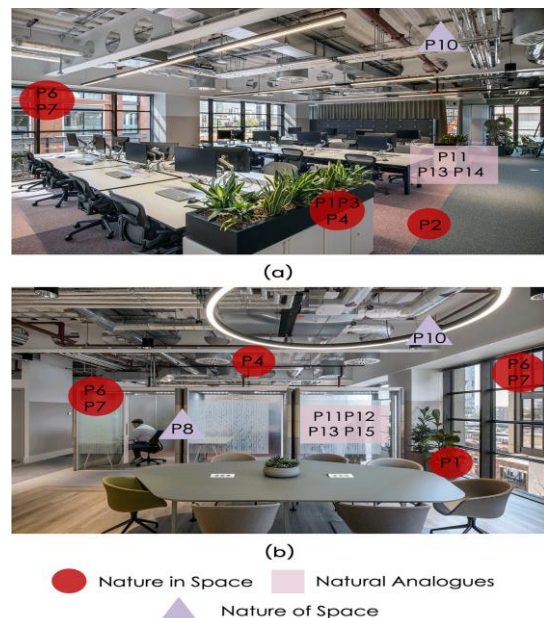 P10
P6
P7
P11
P13 P14
P1P3
P4
P2
(a)
P10
P4
P6
P7
P6
P7
P8
P11P12
P13 P15
P1
(b)
Nature in Space
Natural Analogues
Nature of Space